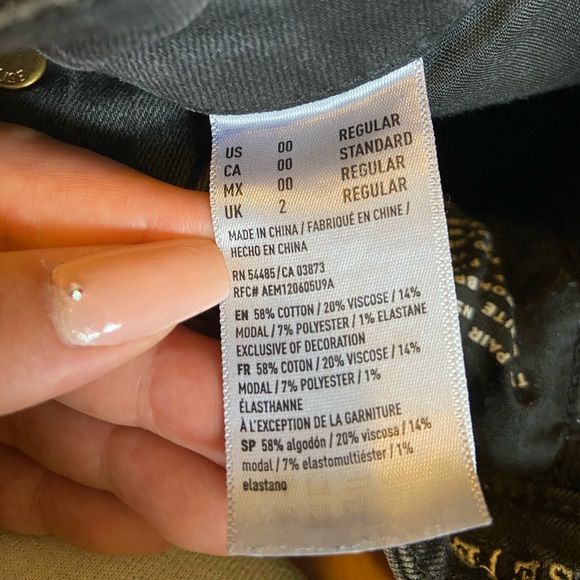 US 00 REGULAR
CA 00 STANDARD
MX 00 REGULAR
UK 2 REGULAR
MADE IN CHINA / FABRIQUÉ EN CHINE /
HECHO EN CHINA
RN 54485/CA 03873
RFC# AEM120605U9A
EN 58% COTTON / 20% VISCOSE / 14%
MODAL / 7% POLYESTER / 1% ELASTANE
EXCLUSIVE OF DECORATION
FR 58% COTON / 20% VISCOSE / 14%
MODAL / 7% POLYESTER / 1%
ÉLASTHANNE
À L'EXCEPTION DE LA GARNITURE
SP 58% algodón / 20% viscosa / 14%
modal / 7% elastomultiéster / 1%
elastano
PAIR